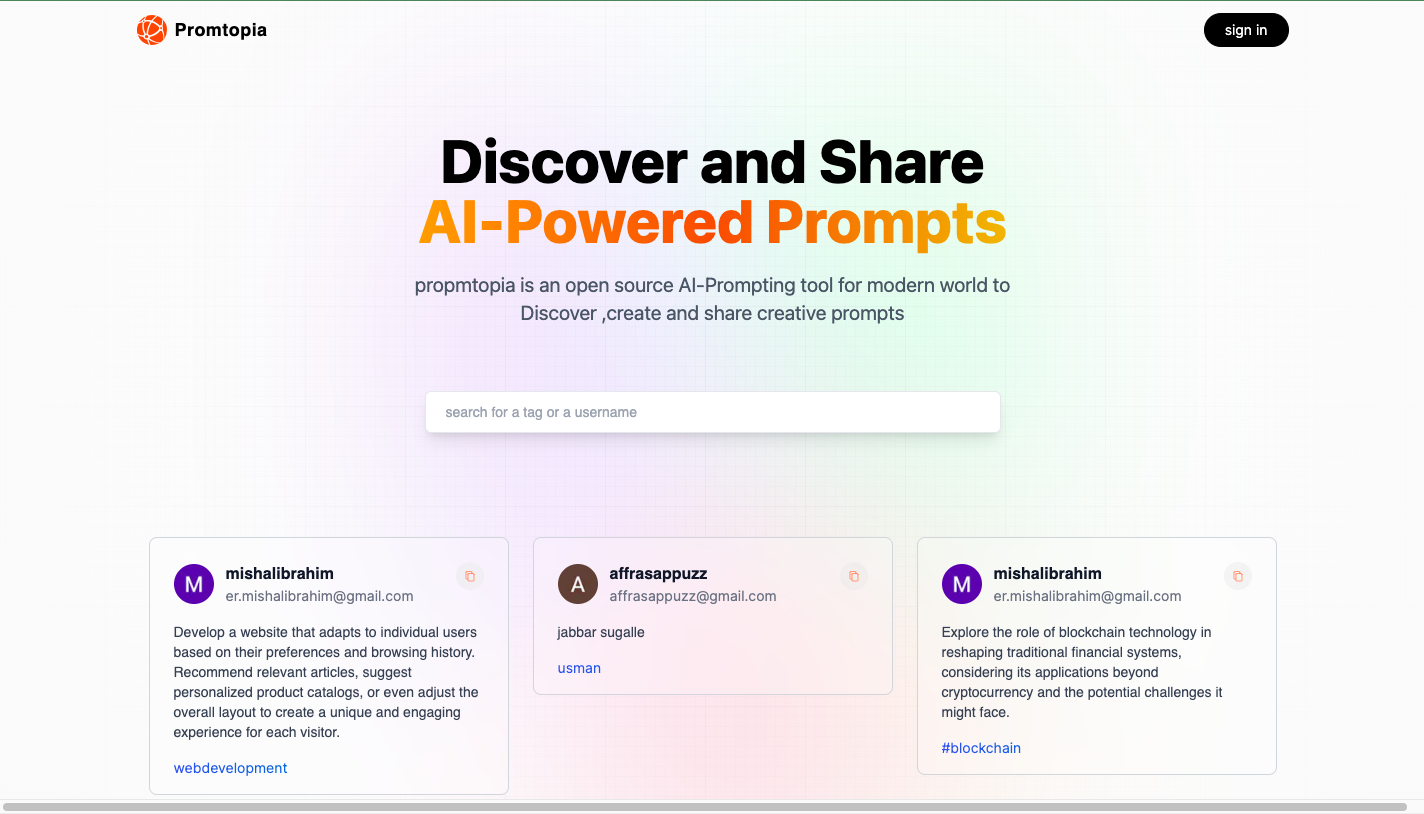 Promtopia
sign in
Discover and Share
AI-Powered Prompts
propmtopia is an open source AI-Prompting tool for modern world to
Discover ,create and share creative prompts
search for a tag or a username
M
mishalibrahim
er.mishalibrahim@gmail.com
Develop a website that adapts to individual users
based on their preferences and browsing history.
Recommend relevant articles, suggest
personalized product catalogs, or even adjust the
overall layout to create a unique and engaging
experience for each visitor.
webdevelopment
A
affrasappuzz
affrasappuzz@gmail.com
jabbar sugalle
usman
M
mishalibrahim
er.mishalibrahim@gmail.com
Explore the role of blockchain technology in
reshaping traditional financial systems,
considering its applications beyond
cryptocurrency and the potential challenges it
might face.
#blockchain